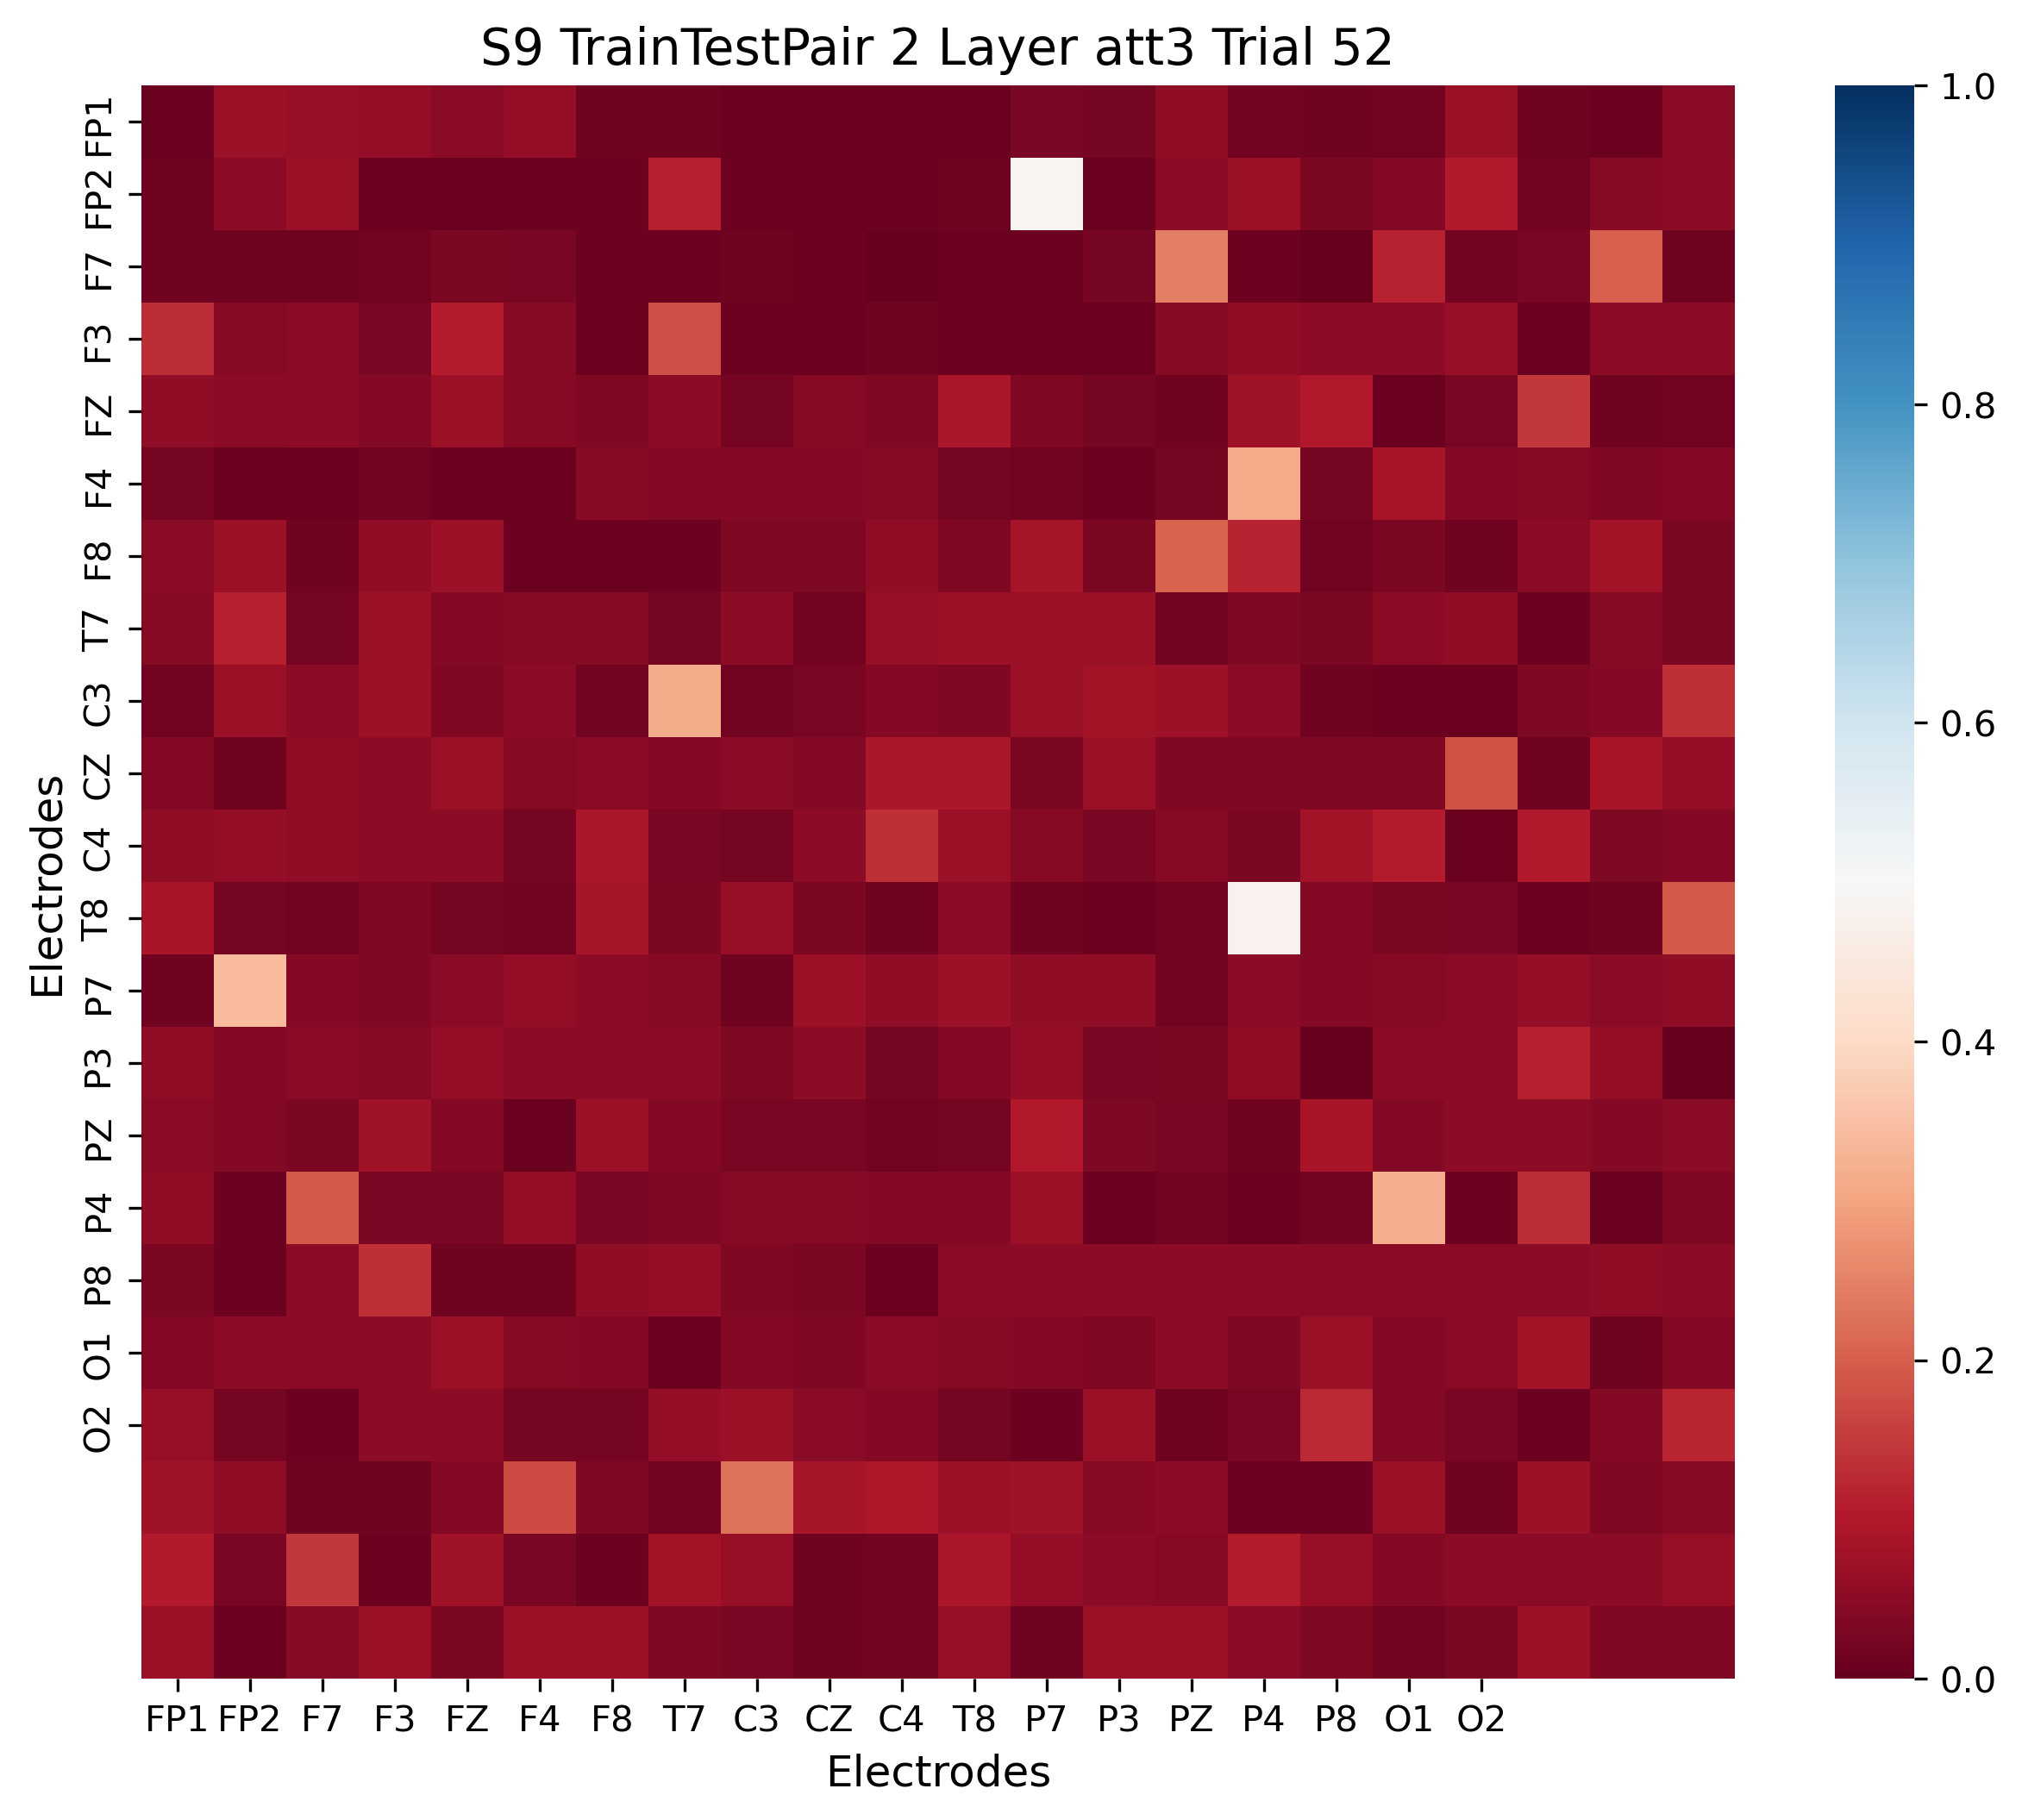 S9 TrainTestPair 2 Layer att3 Trial 52
Electrodes
FP1
FP2
F7
F3
FZ
F4
F8
T7
C3
CZ
C4
T8
P7
P3
PZ
P4
P8
O1
O2
1.0
0.8
0.6
0.4
0.2
0.0
FP1 FP2 F7 F3 FZ F4 F8 T7 C3 CZ C4 T8 P7 P3 PZ P4 P8 O1 O2
Electrodes